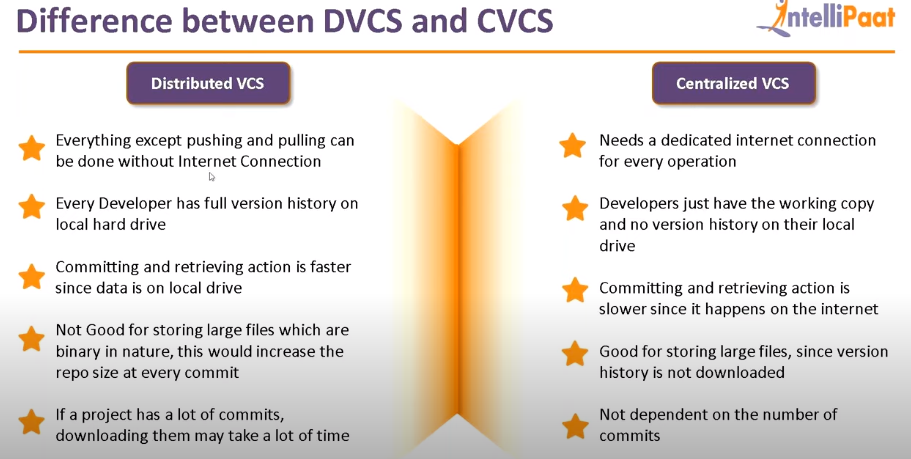 Difference between DVCS and CVCS
IntelliPaat
Distributed VCS
Everything except pushing and pulling can
be done without Internet Connection
Every Developer has full version history on
local hard drive
Committing and retrieving action is faster
since data is on local drive
Not Good for storing large files which are
binary in nature, this would increase the
repo size at every commit
If a project has a lot of commits,
downloading them may take a lot of time
Centralized VCS
Needs a dedicated internet connection
for every operation
Developers just have the working copy
and no version history on their local
drive
Committing and retrieving action is
slower since it happens on the internet
Good for storing large files, since version
history is not downloaded
Not dependent on the number of
commits